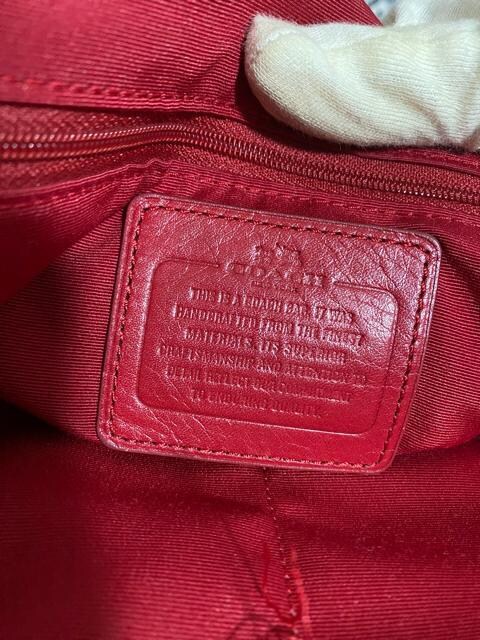 COACH
THIS IS A COACH BAG. IT WAS
HANDCRAFTED FROM THE FINEST
MATERIALS. ITS SUPERIOR
CRAFTSMANSHIP AND ATTENTION TO
DETAIL REFLECT OUR COMMITMENT
TO ENDURING QUALITY.